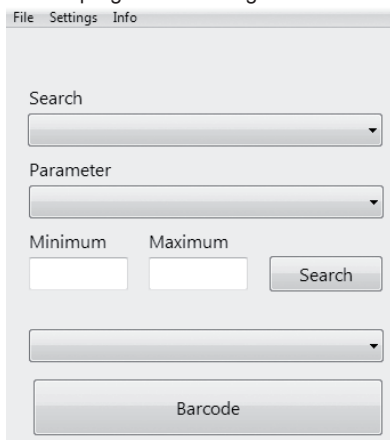 File Settings Info
Search
Parameter
Minimum Maximum
Search
Barcode